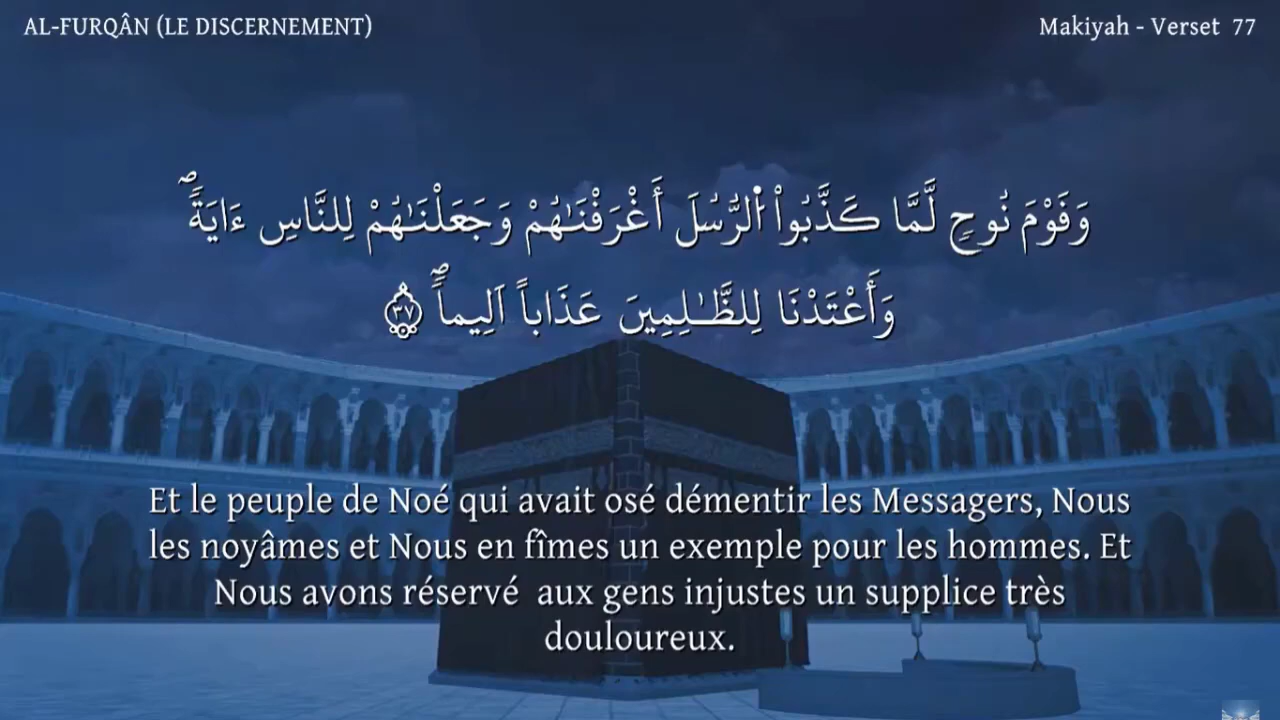 AL-FURQÂN (LE DISCERNEMENT)
Makiyah - Verset 77
وَقَوْمَ نُوحٍ لَّمَّا كَذَّبُواْ اُ۬لرُّسُلَ أَغْرَقْنَٰهُمْ وَجَعَلْنَٰهُمْ لِلنَّاسِ ءَايَةٗۖ
وَأَعْتَدْنَا لِلظَّٰلِمِينَ عَذَاباً اَلِيماٗۖ ٣٧
Et le peuple de Noé qui avait osé démentir les Messagers, Nous
les noyâmes et Nous en fîmes un exemple pour les hommes. Et
Nous avons réservé  aux gens injustes un supplice très
douloureux.